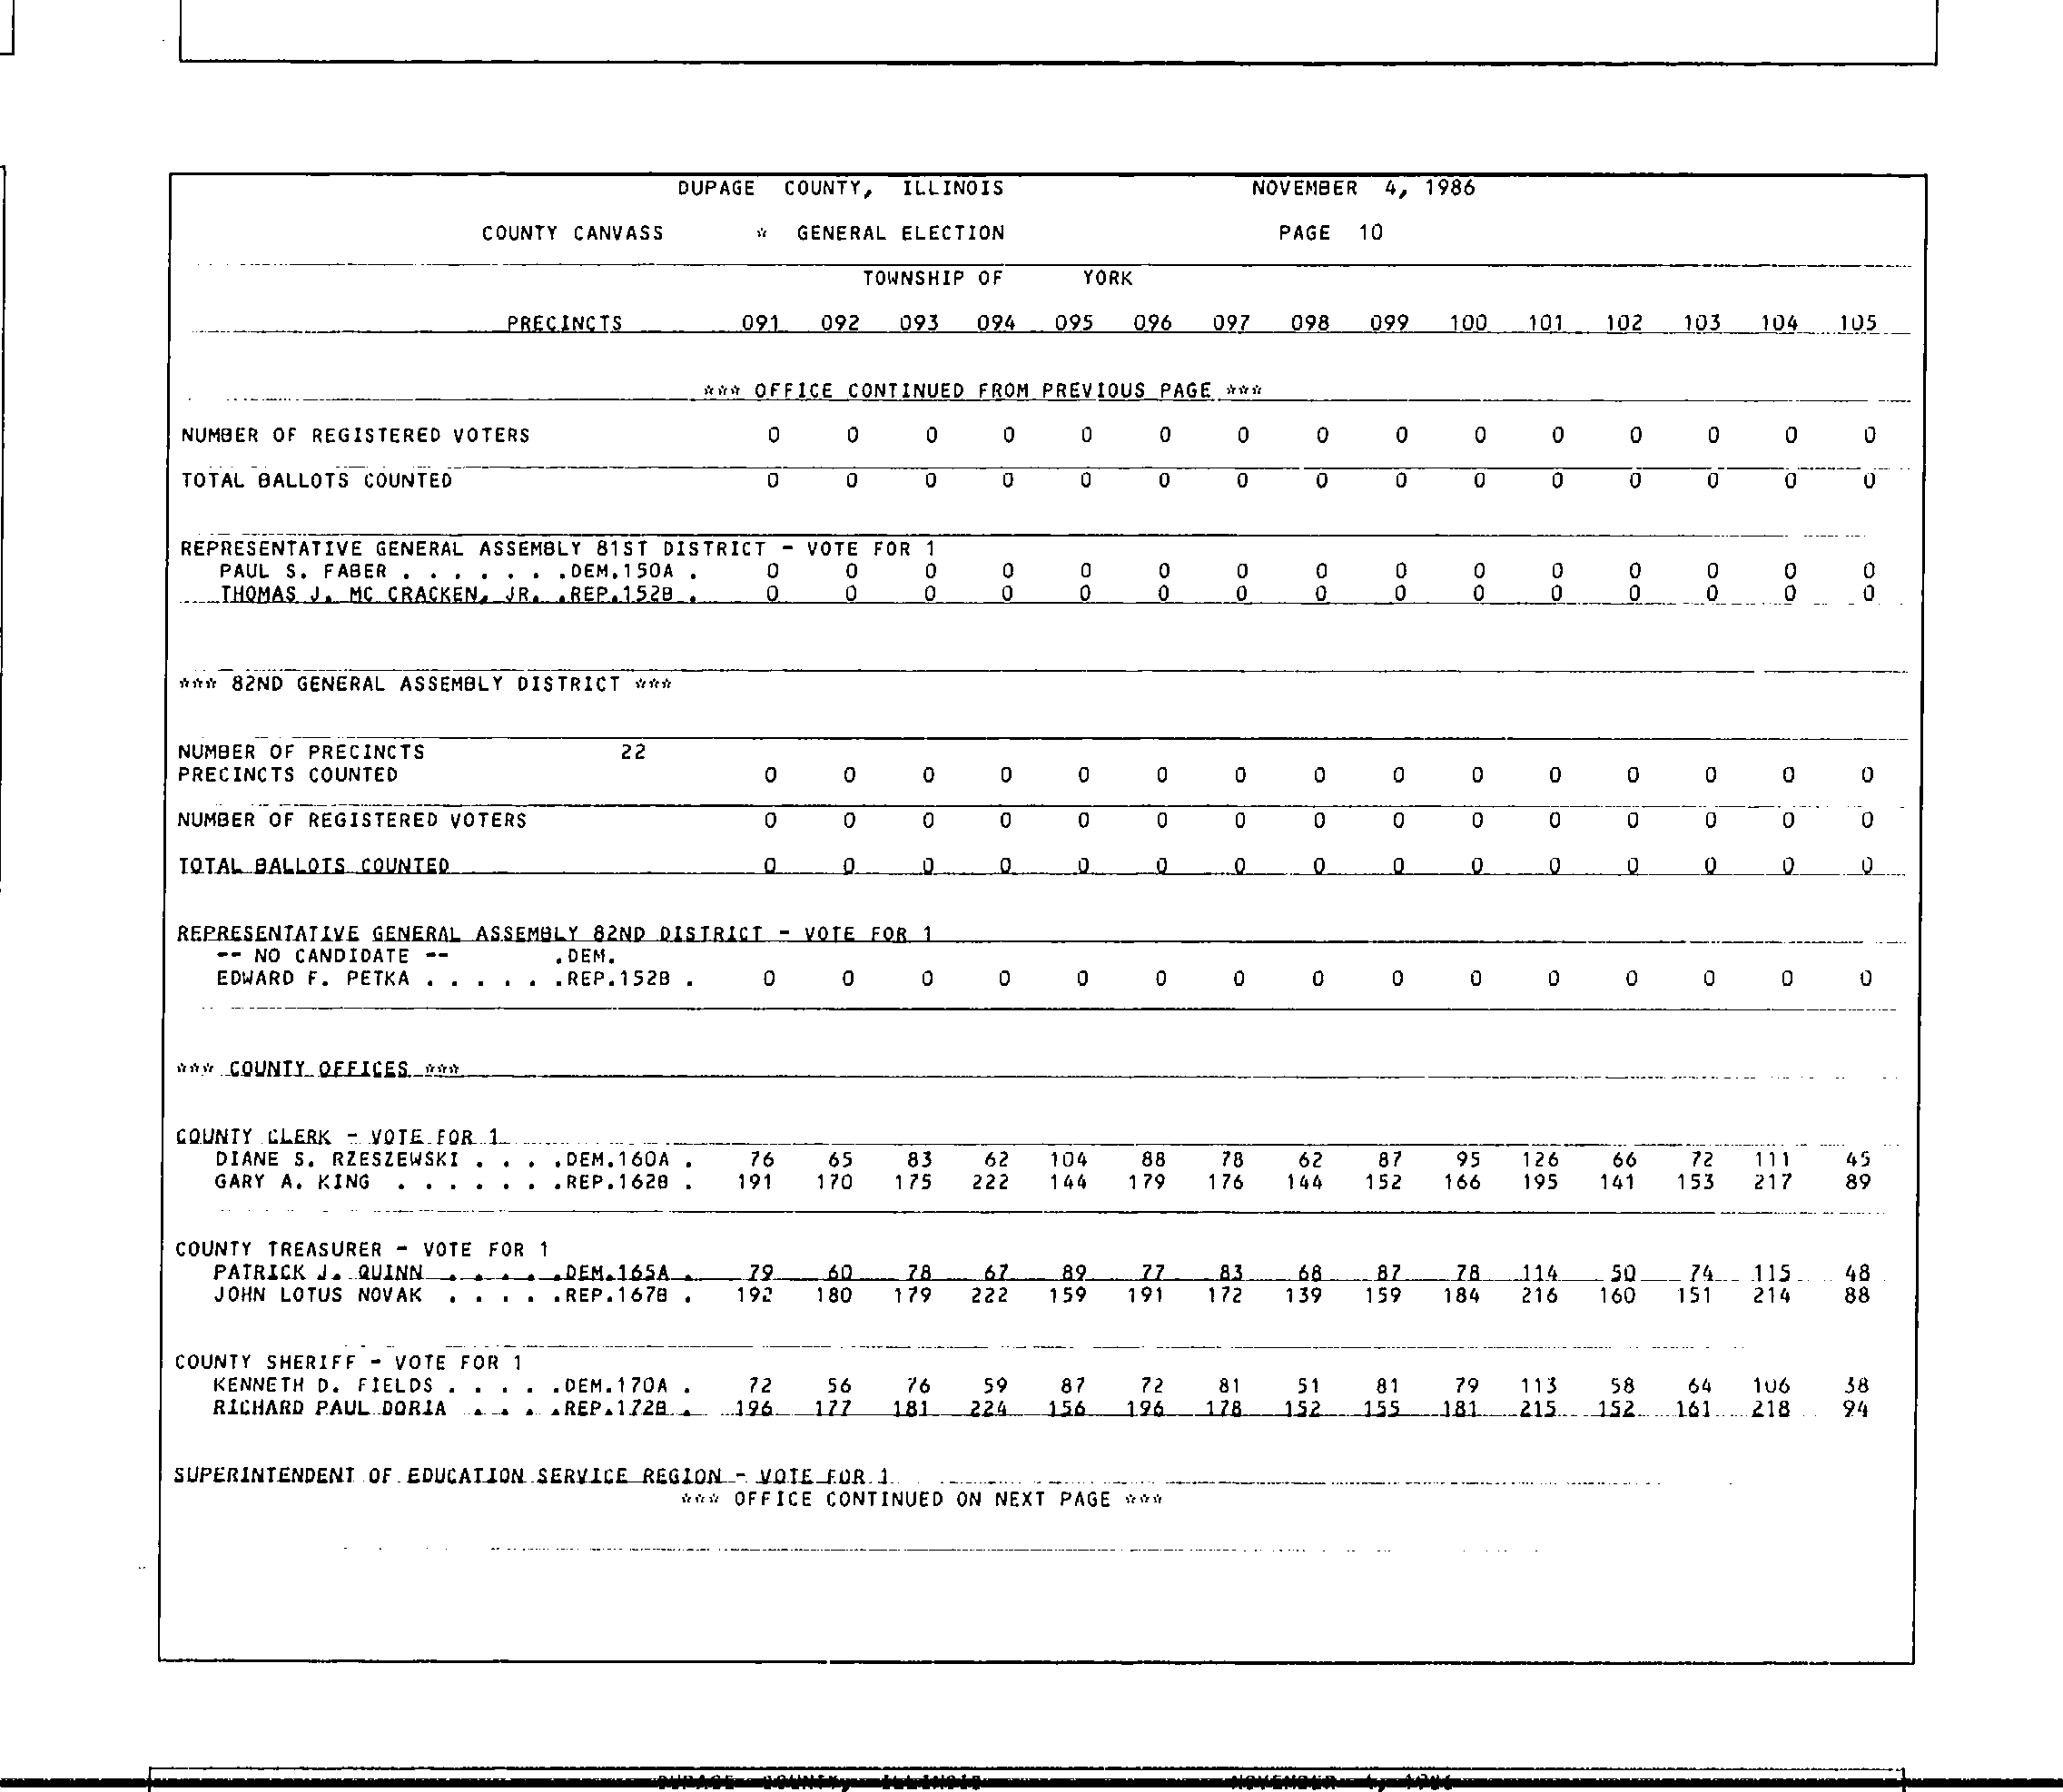 DUPAGE COUNTY, ILLINOIS NOVEMBER 4, 1986
COUNTY CANVASS * GENERAL ELECTION PAGE 10
TOWNSHIP OF YORK
PRECINCTS 091 092 093 094 095 096 097 098 099 100 101 102 103 104 105
*** OFFICE CONTINUED FROM PREVIOUS PAGE ***
NUMBER OF REGISTERED VOTERS 0 0 0 0 0 0 0 0 0 0 0 0 0 0 0
TOTAL BALLOTS COUNTED 0 0 0 0 0 0 0 0 0 0 0 0 0 0 0
REPRESENTATIVE GENERAL ASSEMBLY 81ST DISTRICT - VOTE FOR 1
PAUL S. FABER . . . . . . .DEM.150A . 0 0 0 0 0 0 0 0 0 0 0 0 0 0 0
THOMAS J. MC CRACKEN, JR. .REP.152B . 0 0 0 0 0 0 0 0 0 0 0 0 0 0 0
*** 82ND GENERAL ASSEMBLY DISTRICT ***
NUMBER OF PRECINCTS 22
PRECINCTS COUNTED 0 0 0 0 0 0 0 0 0 0 0 0 0 0 0
NUMBER OF REGISTERED VOTERS 0 0 0 0 0 0 0 0 0 0 0 0 0 0 0
TOTAL BALLOTS COUNTED 0 0 0 0 0 0 0 0 0 0 0 0 0 0 0
REPRESENTATIVE GENERAL ASSEMBLY 82ND DISTRICT - VOTE FOR 1
-- NO CANDIDATE -- .DEM.
EDWARD F. PETKA . . . . . .REP.152B . 0 0 0 0 0 0 0 0 0 0 0 0 0 0 0
*** COUNTY OFFICES ***
COUNTY CLERK - VOTE FOR 1
DIANE S. RZESZEWSKI . . . .DEM.160A . 76 65 83 62 104 88 78 62 87 95 126 66 72 111 45
GARY A. KING . . . . . . .REP.162B . 191 170 175 222 144 179 176 144 152 166 195 141 153 217 89
COUNTY TREASURER - VOTE FOR 1
PATRICK J. QUINN . . . . .DEM.165A . 79 60 78 67 89 77 83 68 87 78 114 50 74 115 48
JOHN LOTUS NOVAK . . . . .REP.167B . 192 180 179 222 159 191 172 139 159 184 216 160 151 214 88
COUNTY SHERIFF - VOTE FOR 1
KENNETH D. FIELDS . . . . .DEM.170A . 72 56 76 59 87 72 81 51 81 79 113 58 64 106 38
RICHARD PAUL DORIA . . . .REP.172B . 196 177 181 224 156 196 178 152 155 181 215 152 161 218 94
SUPERINTENDENT OF EDUCATION SERVICE REGION - VOTE FOR 1
*** OFFICE CONTINUED ON NEXT PAGE ***
DUPAGE COUNTY, ILLINOIS NOVEMBER 4, 1986